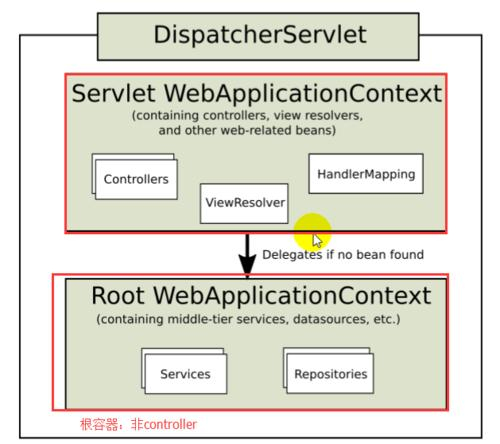 DispatcherServlet
Servlet WebApplicationContext
(containing controllers, view resolvers,
and other web-related beans)
Controllers
ViewResolver
HandlerMapping
Delegates if no bean found
Root WebApplicationContext
(containing middle-tier services, datasources, etc.)
Services
Repositories
根容器：非controller